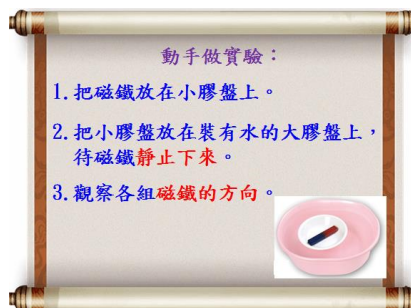 動手做實驗：
1.把磁鐵放在小膠盤上。
2.把小膠盤放在裝有水的大膠盤上，
待磁鐵靜止下來。
3.觀察各組磁鐵的方向。